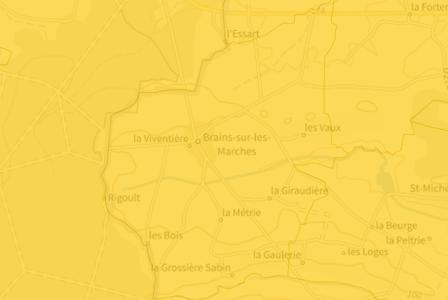 la Forter
l'Essart
les Vaux
la Viventière
Brains-sur-les-
Marches
la Giraudière
St-Miche
Rigoult
la Métrie
la Beurge
les Bois
la Peltrie
la Gaulerie
les Loges
la Grossière Sabin